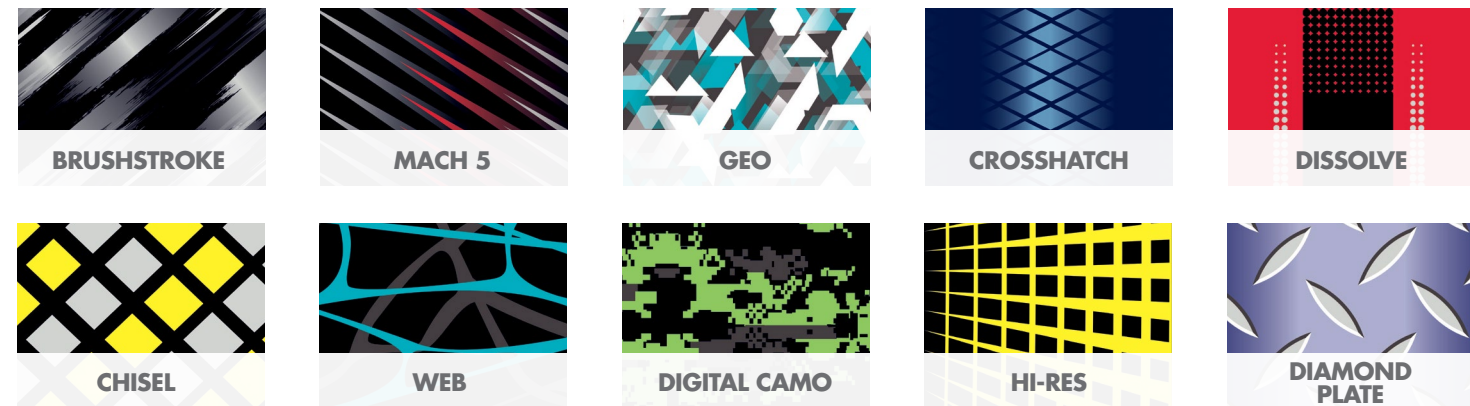 BRUSHSTROKE
MACH 5
GEO
CROSSHATCH
DISSOLVE
CHISEL
WEB
DIGITAL CAMO
HI-RES
DIAMOND
PLATE